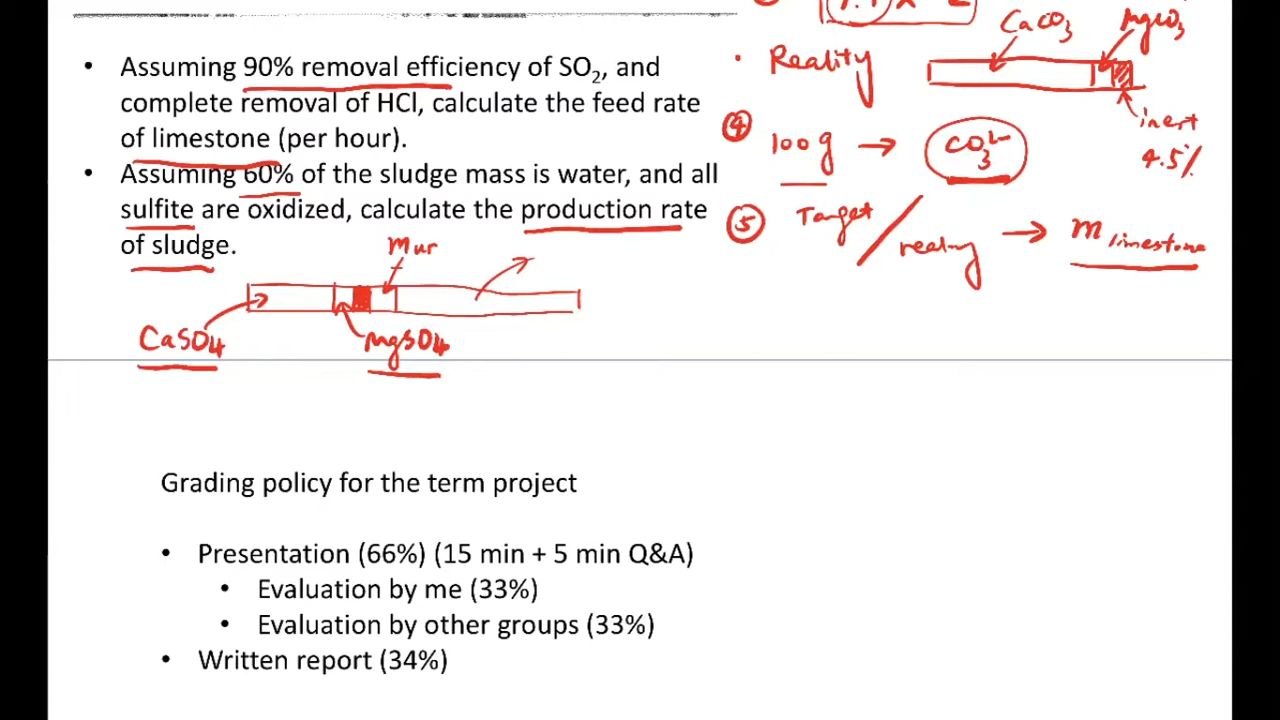 • Assuming 90% removal efficiency of SO₂, and
complete removal of HCl, calculate the feed rate
of limestone (per hour).
• Assuming 60% of the sludge mass is water, and all
sulfite are oxidized, calculate the production rate
of sludge.
CaSO4
MgSO4
CaCO3
MgCO3
• Reality
inert
4.5%
④ 100g → CO₃²⁻
⑤ Target / reality → m limestone
Grading policy for the term project
• Presentation (66%) (15 min + 5 min Q&A)
• Evaluation by me (33%)
• Evaluation by other groups (33%)
• Written report (34%)